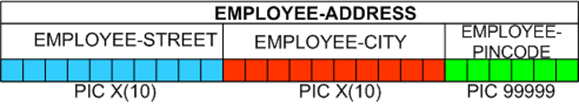 EMPLOYEE-ADDRESS
EMPLOYEE-STREET EMPLOYEE-CITY EMPLOYEE-
PINCODE
PIC X(10) PIC X(10) PIC 99999